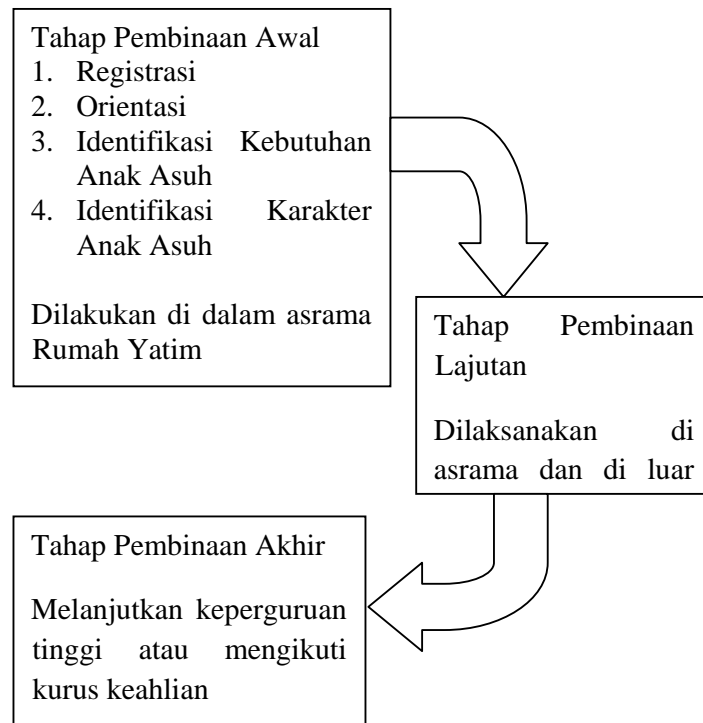 Tahap Pembinaan Awal
1. Registrasi
2. Orientasi
3. Identifikasi Kebutuhan
Anak Asuh
4. Identifikasi Karakter
Anak Asuh
Dilakukan di dalam asrama
Rumah Yatim
Tahap Pembinaan
Lajutan
Dilaksanakan di
asrama dan di luar
Tahap Pembinaan Akhir
Melanjutkan keperguruan
tinggi atau mengikuti
kurus keahlian